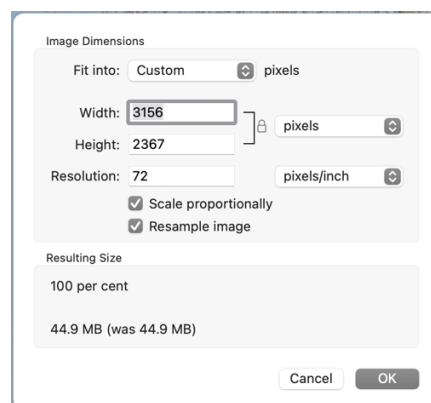 Image Dimensions
Fit into: Custom pixels
Width: 3156
pixels
Height: 2367
Resolution: 72 pixels/inch
Scale proportionally
Resample image
Resulting Size
100 per cent
44.9 MB (was 44.9 MB)
Cancel OK